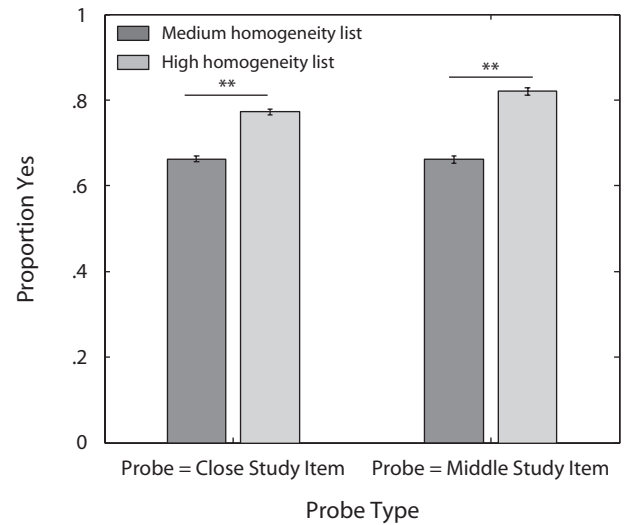 1
Medium homogeneity list
High homogeneity list
**
**
.8
.6
.4
.2
0
Proportion Yes
Probe = Close Study Item
Probe = Middle Study Item
Probe Type